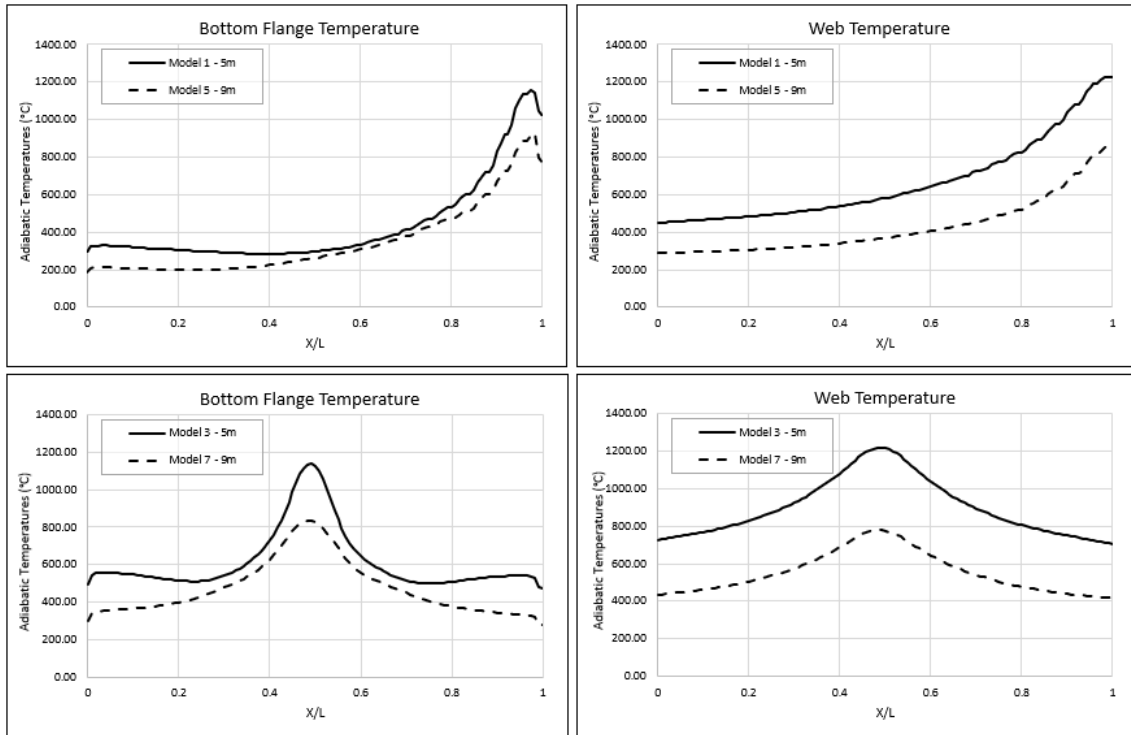 Bottom Flange Temperature
Adiabatic Temperatures (°C)
1400.00
1200.00
1000.00
800.00
600.00
400.00
200.00
0.00
Model 1 - 5m
Model 5 - 9m
0 0.2 0.4 0.6 0.8 1
X/L
Web Temperature
Adiabatic Temperatures (°C)
1400.00
1200.00
1000.00
800.00
600.00
400.00
200.00
0.00
Model 1 - 5m
Model 5 - 9m
0 0.2 0.4 0.6 0.8 1
X/L
Bottom Flange Temperature
Adiabatic Temperatures (°C)
1400.00
1200.00
1000.00
800.00
600.00
400.00
200.00
0.00
Model 3 - 5m
Model 7 - 9m
0 0.2 0.4 0.6 0.8 1
X/L
Web Temperature
Adiabatic Temperatures (°C)
1400.00
1200.00
1000.00
800.00
600.00
400.00
200.00
0.00
Model 3 - 5m
Model 7 - 9m
0 0.2 0.4 0.6 0.8 1
X/L